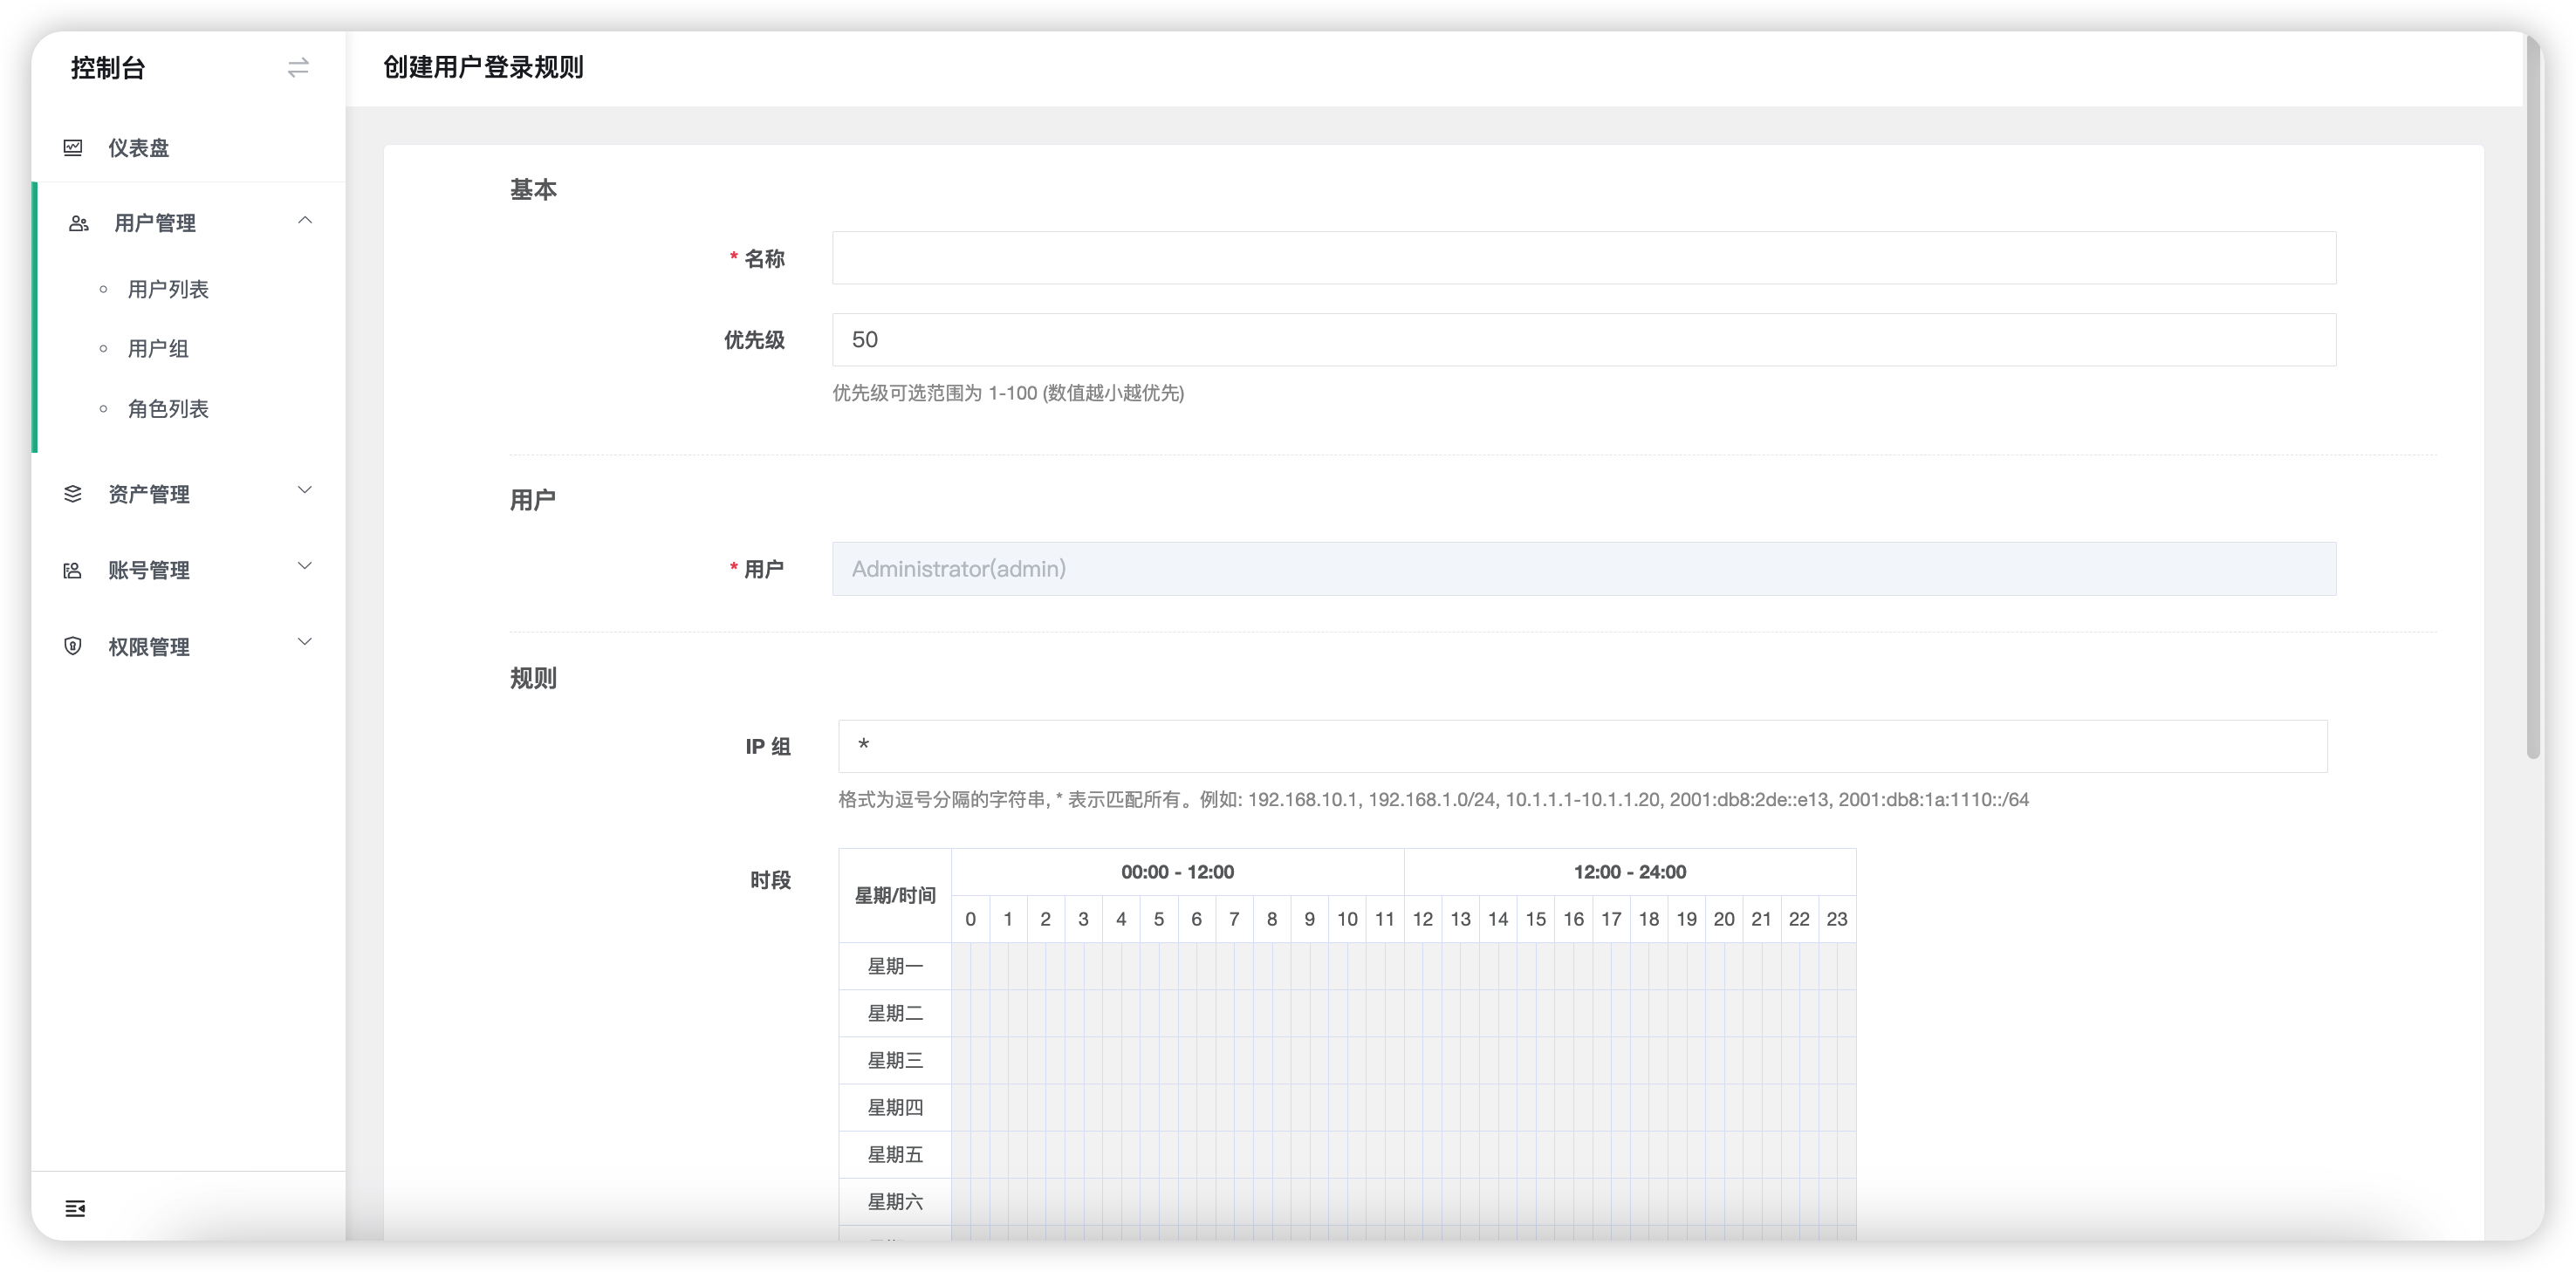 控制台
创建用户登录规则
仪表盘
用户管理
用户列表
用户组
角色列表
资产管理
账号管理
权限管理
基本
* 名称
优先级 50
优先级可选范围为 1-100 (数值越小越优先)
用户
* 用户 Administrator(admin)
规则
IP 组 *
格式为逗号分隔的字符串, * 表示匹配所有。例如: 192.168.10.1, 192.168.1.0/24, 10.1.1.1-10.1.1.20, 2001:db8:2de::e13, 2001:db8:1a:1110::/64
时段
星期/时间
00:00 - 12:00 12:00 - 24:00
0 1 2 3 4 5 6 7 8 9 10 11 12 13 14 15 16 17 18 19 20 21 22 23
星期一
星期二
星期三
星期四
星期五
星期六